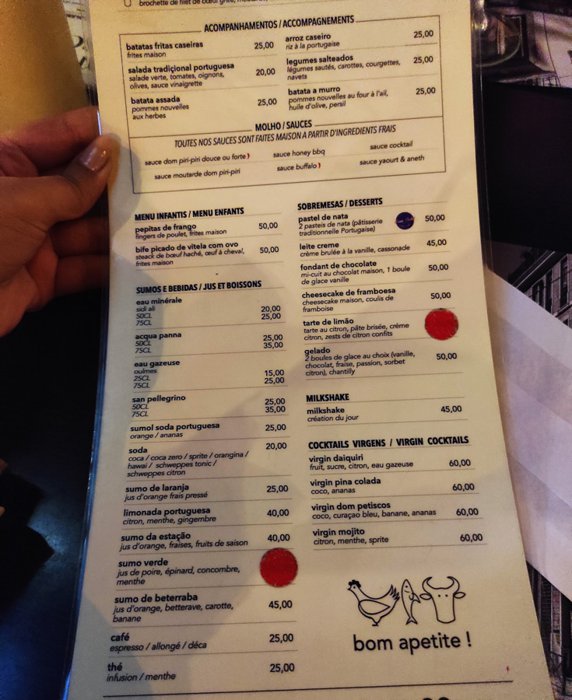 brochette de filet de bœuf grillé,
ACOMPANHAMENTOS / ACCOMPAGNEMENTS
batatas fritas caseiras 25,00
frites maison
salada tradiçional portuguesa 20,00
salade verte, tomates, oignons,
olives, sauce vinaigrette
batata assada 25,00
pommes nouvelles
aux herbes
arroz caseiro 25,00
riz à la portugaise
legumes salteados 25,00
légumes sautés, carottes, courgettes,
navets
batata a murro 25,00
pommes nouvelles au four à l'ail,
huile d'olive, persil
MOLHO / SAUCES
TOUTES NOS SAUCES SONT FAITES MAISON A PARTIR D'INGREDIENTS FRAIS
sauce dom piri-piri douce ou forte sauce honey bbq sauce cocktail
sauce moutarde dom piri-piri sauce buffalo sauce yaourt & aneth
MENU INFANTIS / MENU ENFANTS
pepitas de frango 50,00
fingers de poulet, frites maison
bife picado de vitela com ovo 50,00
steack de bœuf haché, œuf à cheval,
frites maison
SUMOS E BEBIDAS / JUS ET BOISSONS
eau minérale
sidi ali
50CL 20,00
75CL 25,00
acqua panna
50CL 25,00
75CL 35,00
eau gazeuse
oulmes
25CL 15,00
75CL 25,00
san pellegrino
50CL 25,00
75CL 35,00
sumol soda portuguesa 25,00
orange / ananas
soda 20,00
coca / coca zero / sprite / orangina /
hawai / schweppes tonic /
schweppes citron
sumo de laranja 25,00
jus d'orange frais pressé
limonada portuguesa 40,00
citron, menthe, gingembre
sumo da estação 40,00
jus d'orange, fraises, fruits de saison
sumo verde
jus de poire, épinard, concombre,
menthe
sumo de beterraba 45,00
jus d'orange, betterave, carotte,
banane
café 25,00
espresso / allongé / déca
thé 25,00
infusion / menthe
SOBREMESAS / DESSERTS
pastel de nata 50,00
2 pasteis de nata (pâtisserie
traditionnelle Portugaise)
leite creme 45,00
crème brulée à la vanille, cassonade
fondant de chocolate 50,00
mi-cuit au chocolat maison, 1 boule
de glace vanille
cheesecake de framboesa 50,00
cheesecake maison, coulis de
framboise
tarte de limão
tarte au citron, pâte brisée, crème
citron, zests de citron confits
gelado 50,00
2 boules de glace au choix (vanille,
chocolat, fraise, passion, sorbet
citron), chantilly
MILKSHAKE
milkshake 45,00
création du jour
COCKTAILS VIRGENS / VIRGIN COCKTAILS
virgin daiquiri 60,00
fruit, sucre, citron, eau gazeuse
virgin pina colada 60,00
coco, ananas
virgin dom petiscos 60,00
coco, curaçao bleu, banane, ananas
virgin mojito 60,00
citron, menthe, sprite
bom apetite !